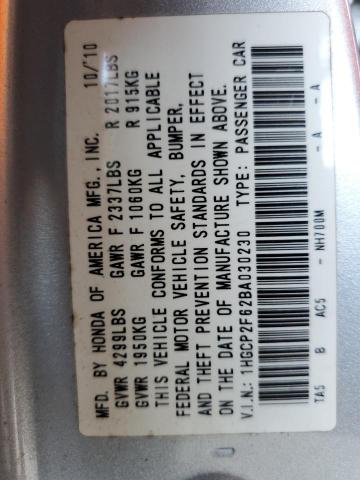 MFD. BY HONDA OF AMERICA MFG., INC. 10/'10
GVWR 4299LBS GAWR F 2337LBS R 2017LBS
GVWR 1950KG GAWR F 1060KG R 915KG
THIS VEHICLE CONFORMS TO ALL APPLICABLE
FEDERAL MOTOR VEHICLE SAFETY, BUMPER,
AND THEFT PREVENTION STANDARDS IN EFFECT
ON THE DATE OF MANUFACTURE SHOWN ABOVE.
V.I.N.: 1HGCP2F62BA030230 TYPE: PASSENGER CAR
TA5 B AC5 - NH700M - A - A